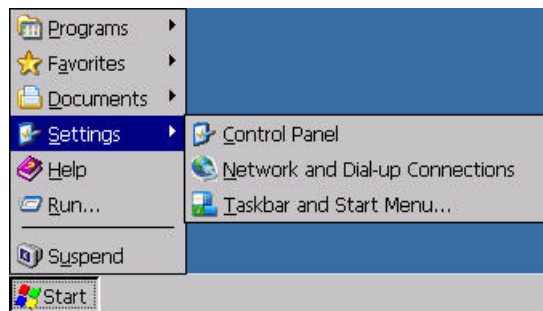 Programs
Favorites
Documents
Settings
Help
Run...
Suspend
Control Panel
Network and Dial-up Connections
Taskbar and Start Menu...
Start